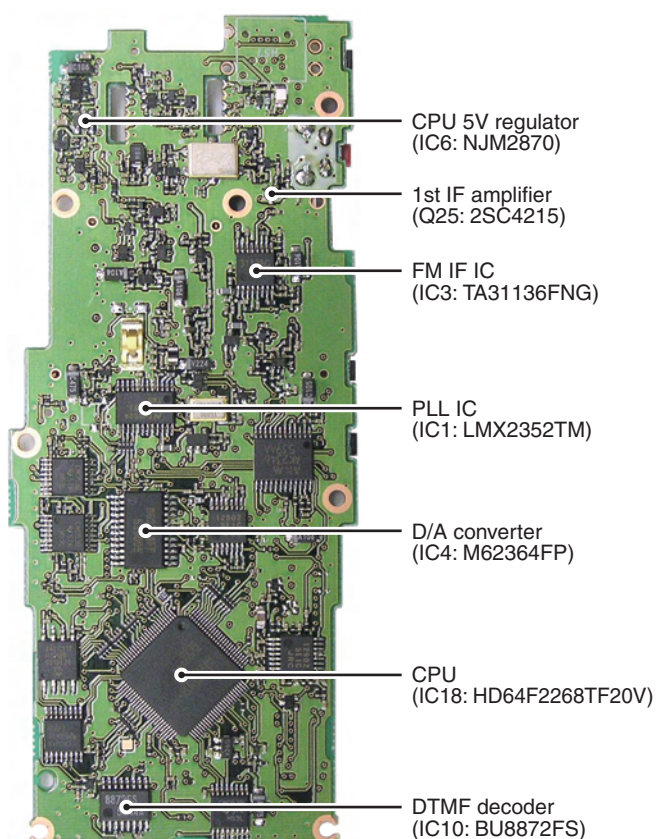 CPU 5V regulator
(IC6: NJM2870)
1st IF amplifier
(Q25: 2SC4215)
FM IF IC
(IC3: TA31136FNG)
PLL IC
(IC1: LMX2352TM)
D/A converter
(IC4: M62364FP)
CPU
(IC18: HD64F2268TF20V)
DTMF decoder
(IC10: BU8872FS)